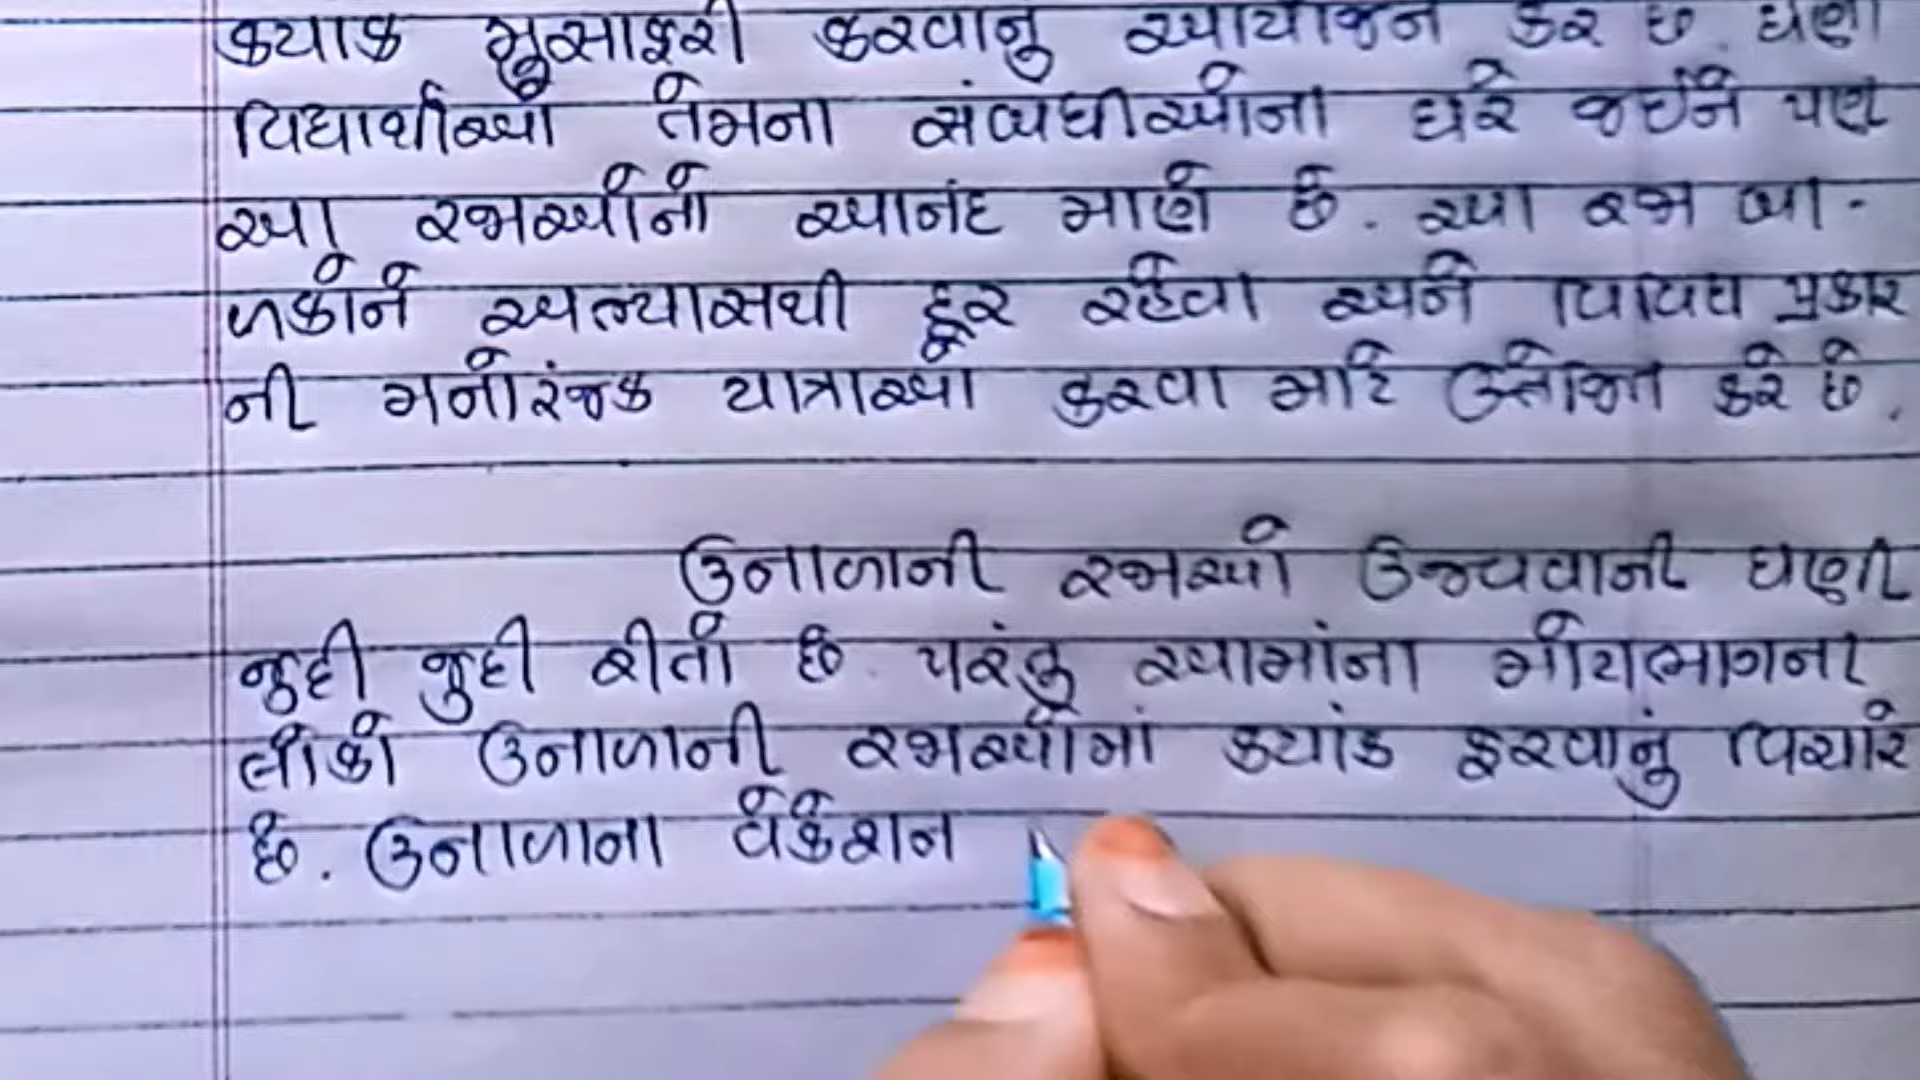 ક્યાક મુસાફરી કરવાનુ આયોજન કરે છે. ઘણા
વિદ્યાર્થીઓ તેમના સંબધીઓના ઘરે જઈને પણ
આ રજાઓનો આનંદ માણે છે. આ રજા બા-
ળકોને અભ્યાસથી દૂર રહેવા અને વિવિધ પ્રકાર
ની મનોરંજક યાત્રાઓ કરવા માટે ઉત્તેજિત કરે છે.
ઉનાળાની રજાઓ ઉજવવાની ઘણી
જુદી જુદી રીતો છે. પરંતુ આમાંના મોટાભાગના
લોકો ઉનાળાની રજાઓમાં ક્યાંક ફરવાનું વિચારે
છે. ઉનાળાના વેકેશન